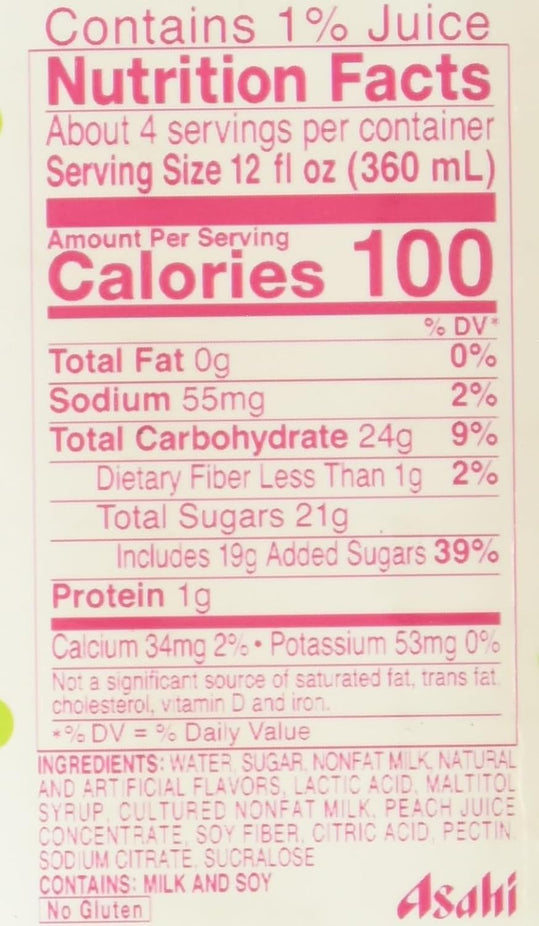 Contains 1% Juice
Nutrition Facts
About 4 servings per container
Serving Size 12 fl oz (360 mL)
Amount Per Serving
Calories 100
% DV*
Total Fat 0g 0%
Sodium 55mg 2%
Total Carbohydrate 24g 9%
Dietary Fiber Less Than 1g 2%
Total Sugars 21g
Includes 19g Added Sugars 39%
Protein 1g
Calcium 34mg 2% • Potassium 53mg 0%
Not a significant source of saturated fat, trans fat,
cholesterol, vitamin D and iron.
*% DV = % Daily Value
INGREDIENTS: WATER, SUGAR, NONFAT MILK, NATURAL
AND ARTIFICIAL FLAVORS, LACTIC ACID, MALTITOL
SYRUP, CULTURED NONFAT MILK, PEACH JUICE
CONCENTRATE, SOY FIBER, CITRIC ACID, PECTIN,
SODIUM CITRATE, SUCRALOSE
CONTAINS: MILK AND SOY
No Gluten
Asahi